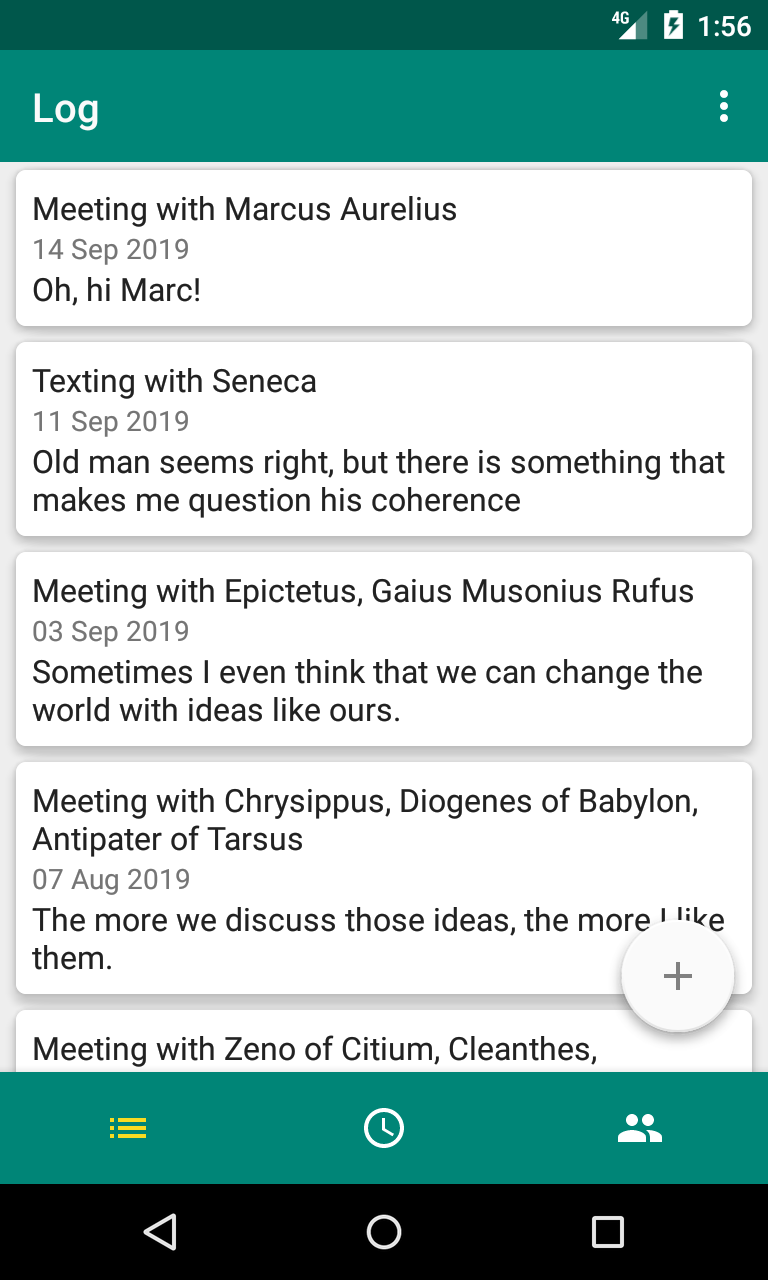 4G 1:56
Log
Meeting with Marcus Aurelius
14 Sep 2019
Oh, hi Marc!
Texting with Seneca
11 Sep 2019
Old man seems right, but there is something that
makes me question his coherence
Meeting with Epictetus, Gaius Musonius Rufus
03 Sep 2019
Sometimes I even think that we can change the
world with ideas like ours.
Meeting with Chrysippus, Diogenes of Babylon,
Antipater of Tarsus
07 Aug 2019
The more we discuss those ideas, the more I like
them.
Meeting with Zeno of Citium, Cleanthes,